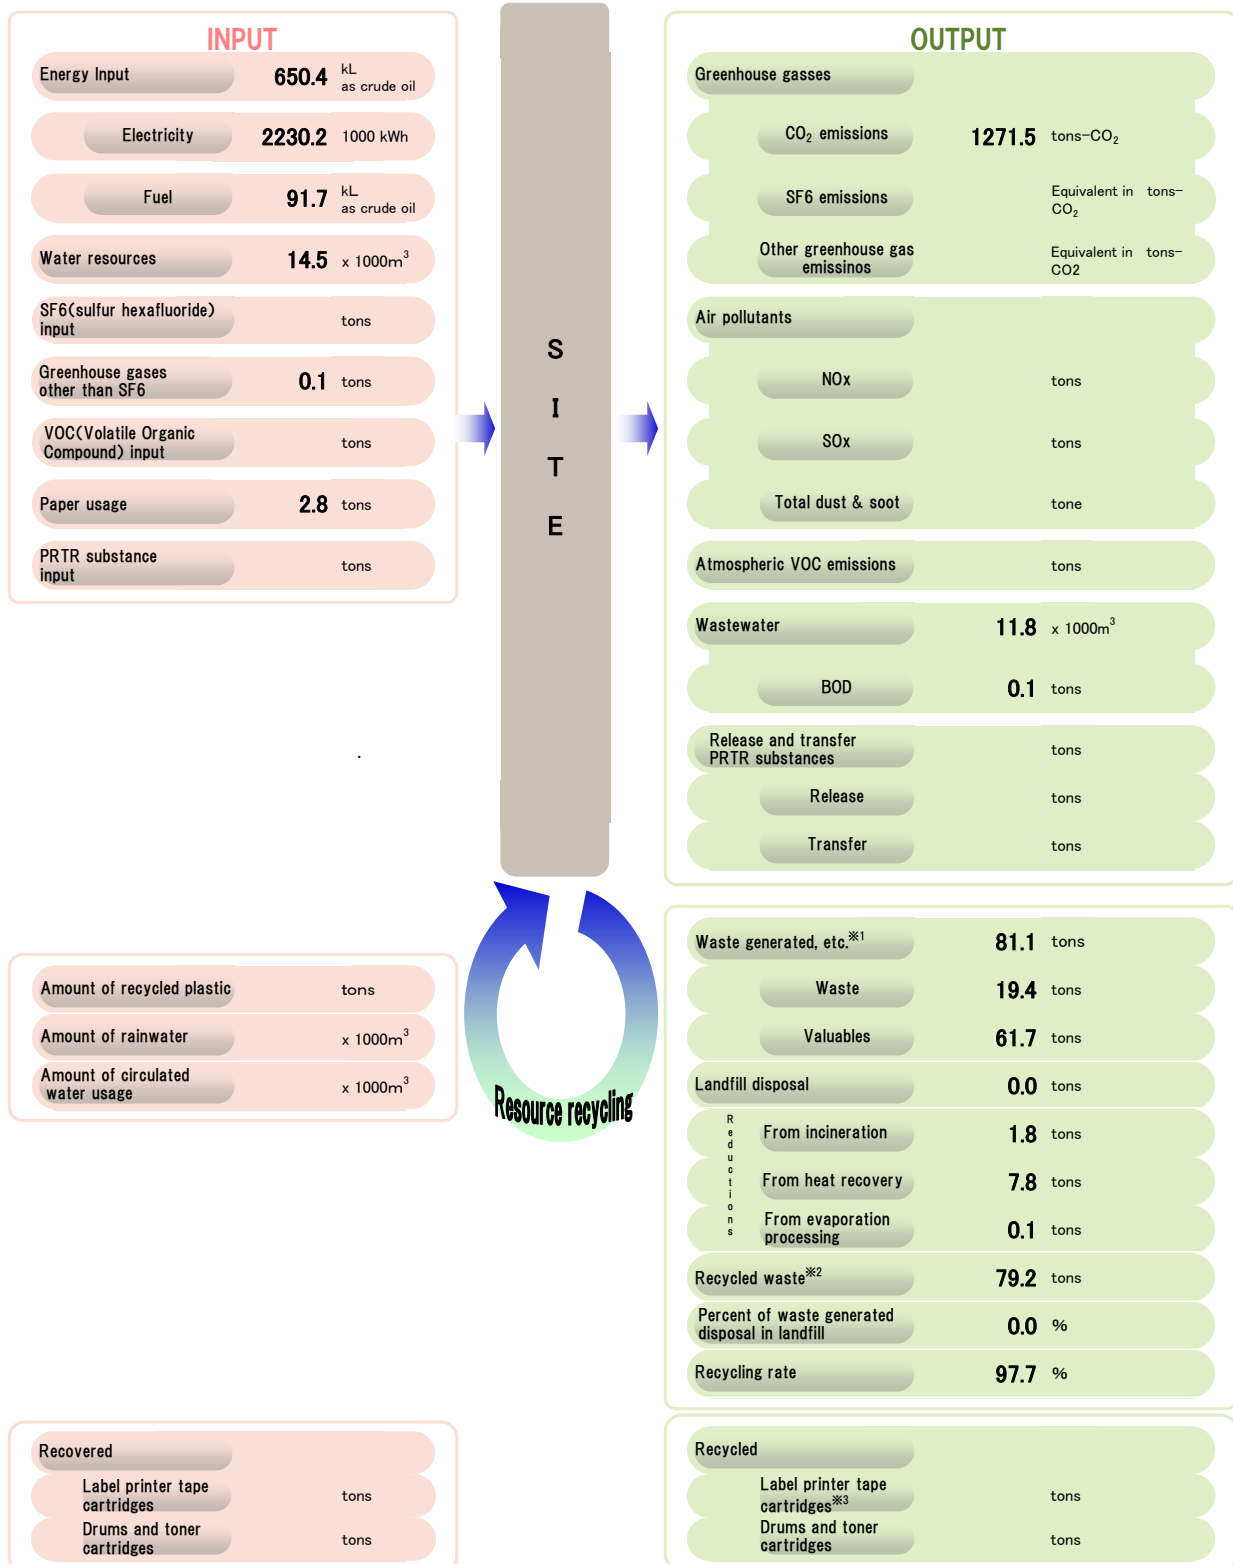 INPUT
Energy Input 650.4 kL as crude oil
Electricity 2230.2 1000 kWh
Fuel 91.7 kL as crude oil
Water resources 14.5 x 1000m³
SF6(sulfur hexafluoride) input tons
Greenhouse gases other than SF6 0.1 tons
VOC(Volatile Organic Compound) input tons
Paper usage 2.8 tons
PRTR substance input tons
SITE
OUTPUT
Greenhouse gasses
CO₂ emissions 1271.5 tons-CO₂
SF6 emissions Equivalent in tons-CO₂
Other greenhouse gas emissinos Equivalent in tons-CO2
Air pollutants
NOx tons
SOx tons
Total dust & soot tone
Atmospheric VOC emissions tons
Wastewater 11.8 x 1000m³
BOD 0.1 tons
Release and transfer PRTR substances tons
Release tons
Transfer tons
Amount of recycled plastic tons
Amount of rainwater x 1000m³
Amount of circulated water usage x 1000m³
Resource recycling
Waste generated, etc.※1 81.1 tons
Waste 19.4 tons
Valuables 61.7 tons
Landfill disposal 0.0 tons
Reductions
From incineration 1.8 tons
From heat recovery 7.8 tons
From evaporation processing 0.1 tons
Recycled waste※2 79.2 tons
Percent of waste generated disposal in landfill 0.0 %
Recycling rate 97.7 %
Recovered
Label printer tape cartridges tons
Drums and toner cartridges tons
Recycled
Label printer tape cartridges※3 tons
Drums and toner cartridges tons